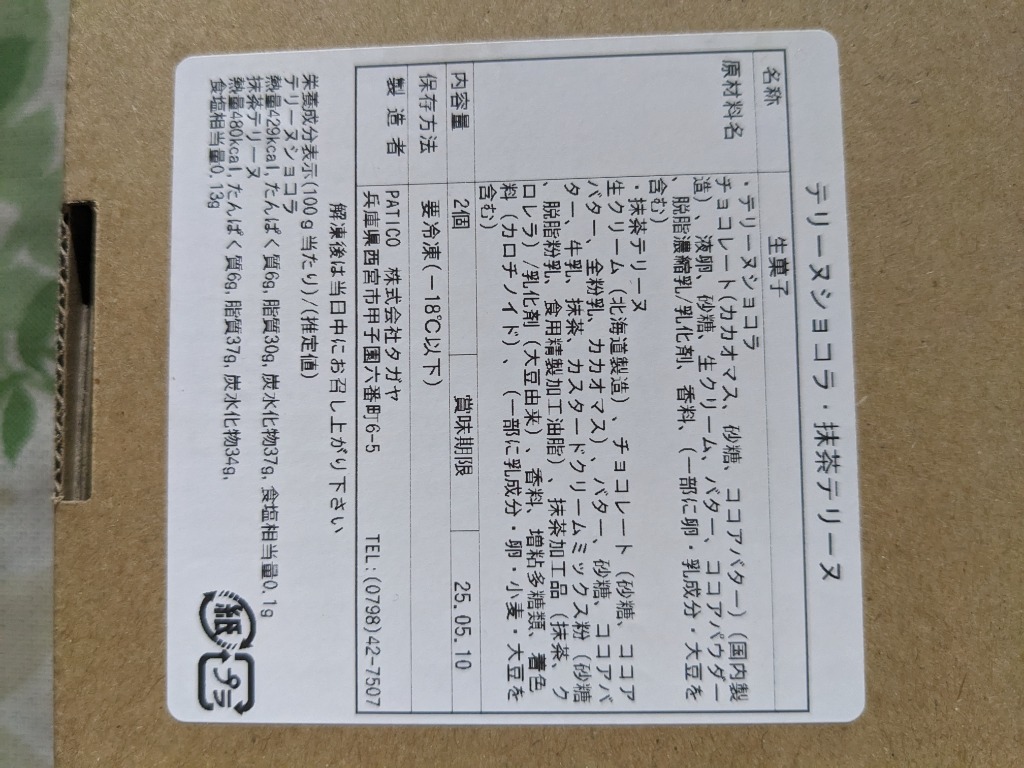 テリーヌショコラ・抹茶テリーヌ
名称 生菓子
原材料名 ・テリーヌショコラ
チョコレート(カカオマス、砂糖、ココアバター)(国内製
造)、液卵、砂糖、生クリーム、バター、ココアパウダー
、脱脂濃縮乳/乳化剤、香料、(一部に卵・乳成分・大豆を
含む)
・抹茶テリーヌ
生クリーム(北海道製造)、チョコレート(砂糖、ココア
バター、全粉乳、カカオマス)、バター、砂糖、ココアバ
ター、牛乳、抹茶、カスタードクリームミックス粉(砂糖
、脱脂粉乳、食用精製加工油脂)、抹茶加工品(抹茶、ク
ロレラ)/乳化剤(大豆由来)、香料、増粘多糖類、着色
料(カロチノイド)、(一部に乳成分・卵・小麦・大豆を
含む)
内容量 2個 賞味期限 25.05.10
保存方法 要冷凍(-18℃以下)
製造者 PATICO 株式会社タガヤ
兵庫県西宮市甲子園六番町6-5 TEL:(0798)42-7507
解凍後は当日中にお召し上がり下さい
栄養成分表示(100g当たり)/(推定値)
テリーヌショコラ
熱量429kcal,たんぱく質6g,脂質30g,炭水化物37g,食塩相当量0.1g
抹茶テリーヌ
熱量480kcal,たんぱく質6g,脂質37g,炭水化物34g,
食塩相当量0.13g
紙
プラ